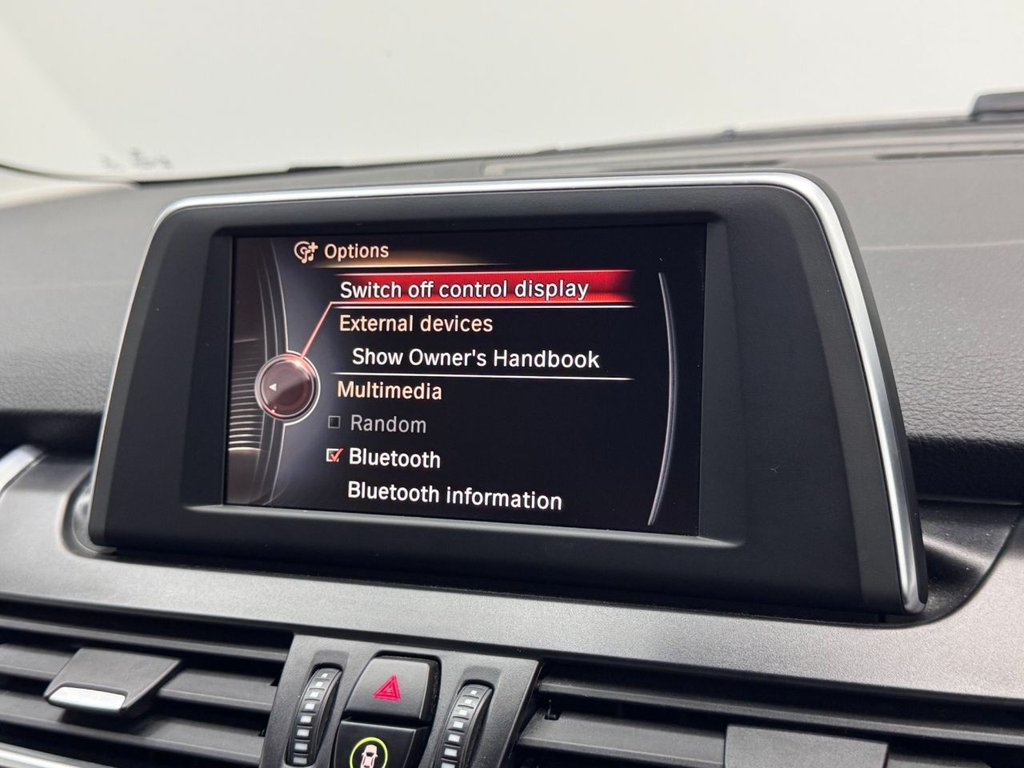 Options
Switch off control display
External devices
Show Owner's Handbook
Multimedia
Random
Bluetooth
Bluetooth information